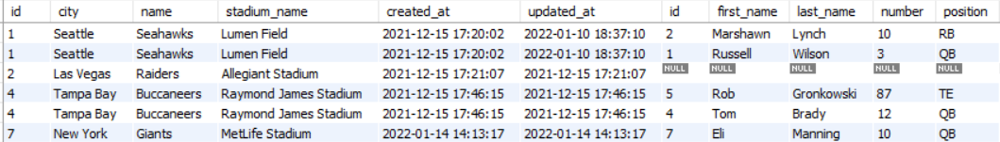 id city name stadium_name created_at updated_at id first_name last_name number position
1 Seattle Seahawks Lumen Field 2021-12-15 17:20:02 2022-01-10 18:37:10 2 Marshawn Lynch 10 RB
1 Seattle Seahawks Lumen Field 2021-12-15 17:20:02 2022-01-10 18:37:10 1 Russell Wilson 3 QB
2 Las Vegas Raiders Allegiant Stadium 2021-12-15 17:21:07 2021-12-15 17:21:07 NULL NULL NULL NULL NULL
4 Tampa Bay Buccaneers Raymond James Stadium 2021-12-15 17:46:15 2021-12-15 17:46:15 5 Rob Gronkowski 87 TE
4 Tampa Bay Buccaneers Raymond James Stadium 2021-12-15 17:46:15 2021-12-15 17:46:15 4 Tom Brady 12 QB
7 New York Giants MetLife Stadium 2022-01-14 14:13:17 2022-01-14 14:13:17 7 Eli Manning 10 QB